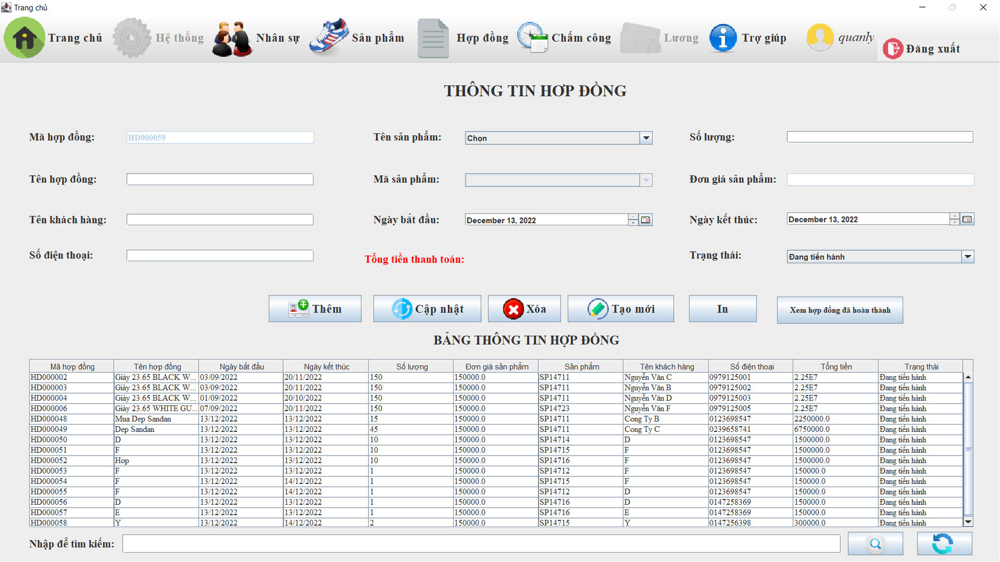 Trang chủ
Trang chủ Hệ thống Nhân sự Sản phẩm Hợp đồng Chấm công Lương Trợ giúp quanly Đăng xuất
THÔNG TIN HƠP ĐỒNG
Mã hợp đồng: HD000059 Tên sản phẩm: Chọn Số lượng:
Tên hợp đồng: Mã sản phẩm: Đơn giá sản phẩm:
Tên khách hàng: Ngày bắt đầu: December 13, 2022 Ngày kết thúc: December 13, 2022
Số điện thoại: Tổng tiền thanh toán: Trạng thái: Đang tiến hành
Thêm Cập nhật Xóa Tạo mới In Xem hợp đồng đã hoàn thành
BẢNG THÔNG TIN HỢP ĐỒNG
Mã hợp đồng Tên hợp đồng Ngày bắt đầu Ngày kết thúc Số lượng Đơn giá sản phẩm Sản phẩm Tên khách hàng Số điện thoại Tổng tiền Trạng thái
HD000002 Giày 23.65 BLACK W... 03/09/2022 20/11/2022 150 150000.0 SP14711 Nguyễn Văn C 0979125001 2.25E7 Đang tiến hành
HD000003 Giày 23.65 BLACK W... 03/09/2022 20/11/2022 150 150000.0 SP14711 Nguyễn Văn B 0979125002 2.25E7 Đang tiến hành
HD000004 Giày 23.65 BLACK W... 01/09/2022 20/10/2022 150 150000.0 SP14711 Nguyễn Văn D 0979125003 2.25E7 Đang tiến hành
HD000006 Giày 23.65 WHITE GU... 07/09/2022 20/11/2022 150 150000.0 SP14723 Nguyễn Văn F 0979125005 2.25E7 Đang tiến hành
HD000048 Mua Dep Sandan 13/12/2022 13/12/2022 15 150000.0 SP14711 Cong Ty B 0123698547 2250000.0 Đang tiến hành
HD000049 Dep Sandan 13/12/2022 13/12/2022 45 150000.0 SP14711 Cong Ty C 0239658741 6750000.0 Đang tiến hành
HD000050 D 13/12/2022 13/12/2022 10 150000.0 SP14714 D 0123698547 1500000.0 Đang tiến hành
HD000051 F 13/12/2022 13/12/2022 10 150000.0 SP14715 F 0123698547 1500000.0 Đang tiến hành
HD000052 Hop 13/12/2022 13/12/2022 10 150000.0 SP14716 F 0123698547 1500000.0 Đang tiến hành
HD000053 F 13/12/2022 13/12/2022 1 150000.0 SP14712 F 0123698547 150000.0 Đang tiến hành
HD000054 F 13/12/2022 14/12/2022 1 150000.0 SP14715 F 0123698547 150000.0 Đang tiến hành
HD000055 F 13/12/2022 14/12/2022 1 150000.0 SP14712 D 0123698547 150000.0 Đang tiến hành
HD000056 D 13/12/2022 13/12/2022 1 150000.0 SP14716 D 0147258369 150000.0 Đang tiến hành
HD000057 E 13/12/2022 13/12/2022 1 150000.0 SP14716 E 0147258369 150000.0 Đang tiến hành
HD000058 Y 13/12/2022 14/12/2022 2 150000.0 SP14715 Y 0147256398 300000.0 Đang tiến hành
Nhập để tìm kiếm: